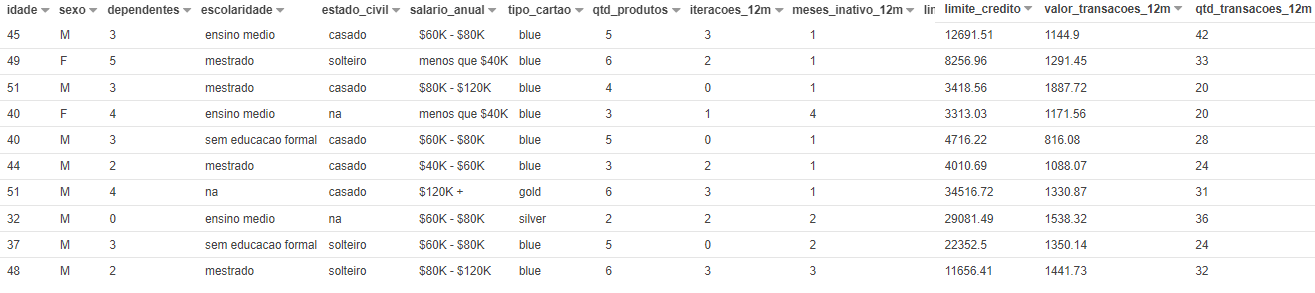 idade sexo dependentes escolaridade estado_civil salario_anual tipo_cartao qtd_produtos iteracoes_12m meses_inativo_12m lin limite_credito valor_transacoes_12m qtd_transacoes_12m
45 M 3 ensino medio casado $60K - $80K blue 5 3 1 12691.51 1144.9 42
49 F 5 mestrado solteiro menos que $40K blue 6 2 1 8256.96 1291.45 33
51 M 3 mestrado casado $80K - $120K blue 4 0 1 3418.56 1887.72 20
40 F 4 ensino medio na menos que $40K blue 3 1 4 3313.03 1171.56 20
40 M 3 sem educacao formal casado $60K - $80K blue 5 0 1 4716.22 816.08 28
44 M 2 mestrado casado $40K - $60K blue 3 2 1 4010.69 1088.07 24
51 M 4 na casado $120K + gold 6 3 1 34516.72 1330.87 31
32 M 0 ensino medio na $60K - $80K silver 2 2 2 29081.49 1538.32 36
37 M 3 sem educacao formal solteiro $60K - $80K blue 5 0 2 22352.5 1350.14 24
48 M 2 mestrado solteiro $80K - $120K blue 6 3 3 11656.41 1441.73 32